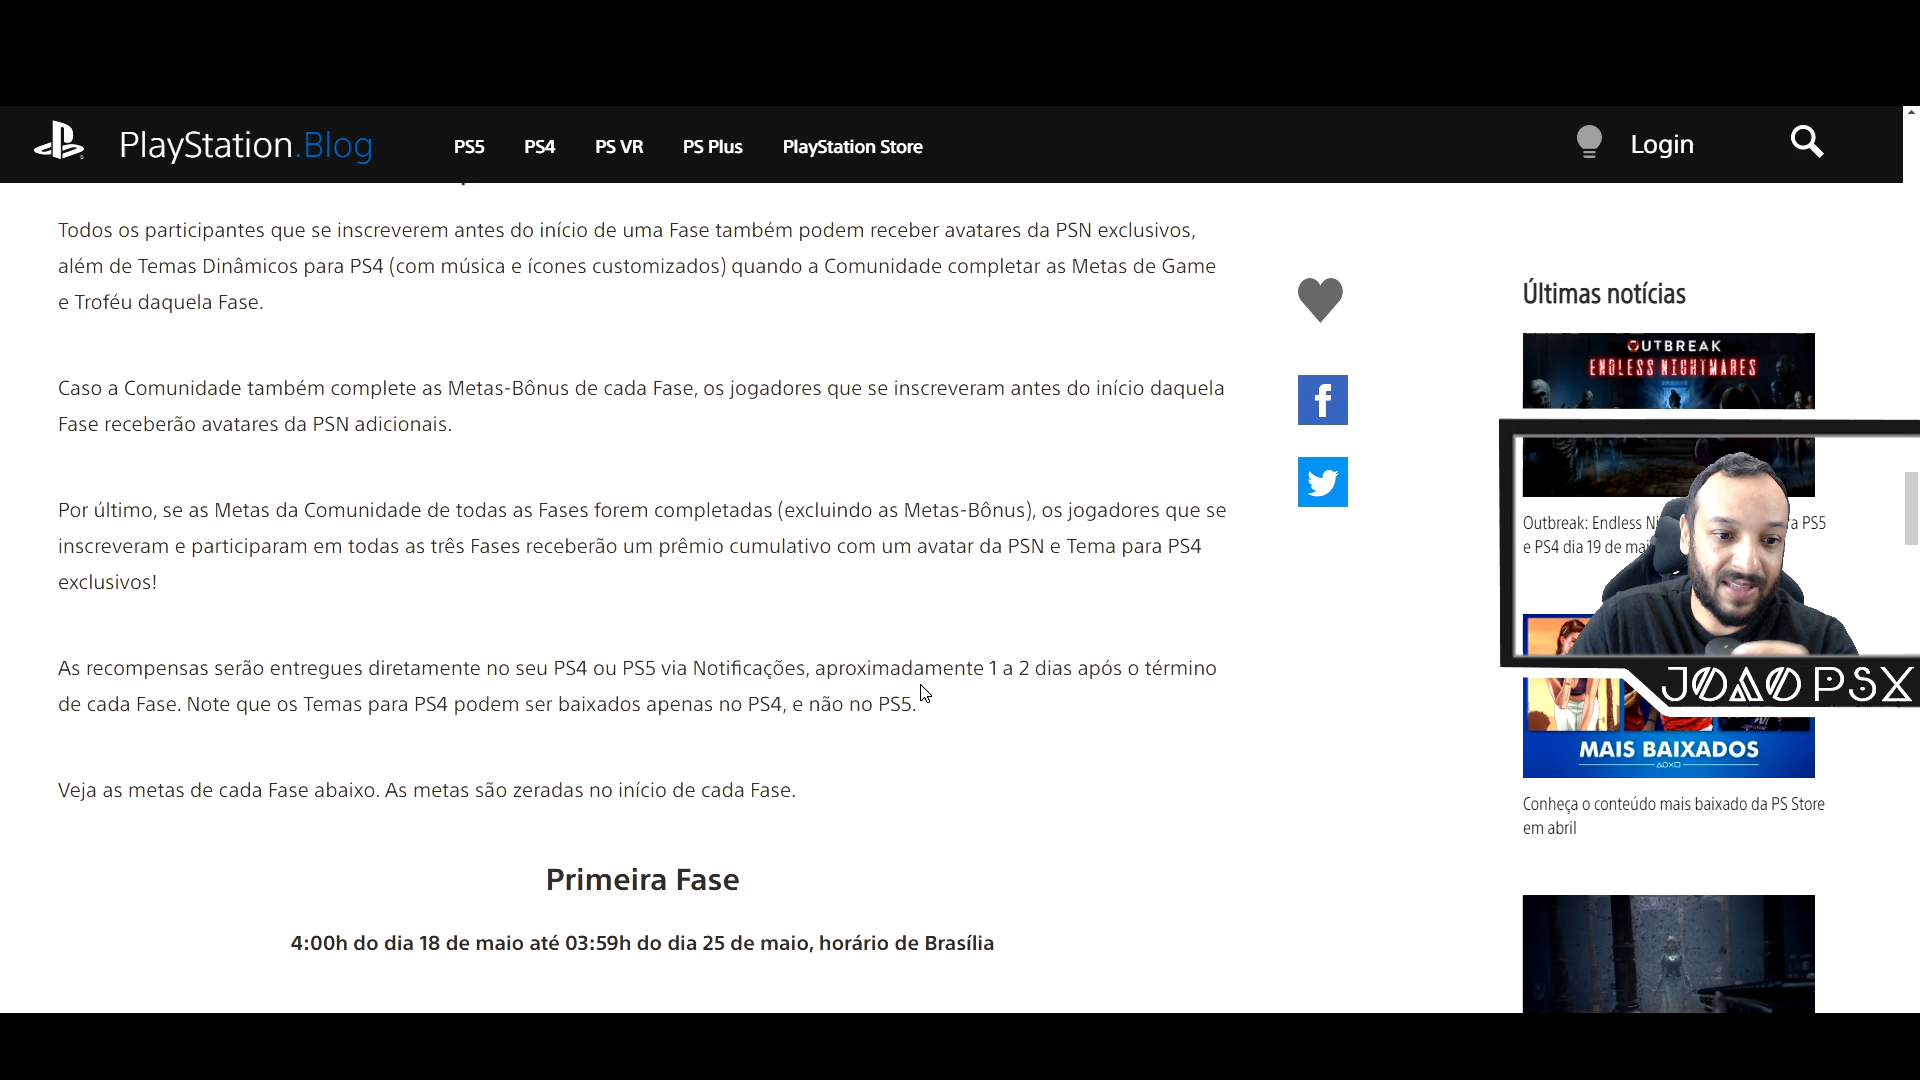 PlayStation.Blog
PS5 PS4 PS VR PS Plus PlayStation Store
Login
Todos os participantes que se inscreverem antes do início de uma Fase também podem receber avatares da PSN exclusivos,
além de Temas Dinâmicos para PS4 (com música e ícones customizados) quando a Comunidade completar as Metas de Game
e Troféu daquela Fase.
Caso a Comunidade também complete as Metas-Bônus de cada Fase, os jogadores que se inscreveram antes do início daquela
Fase receberão avatares da PSN adicionais.
Por último, se as Metas da Comunidade de todas as Fases forem completadas (excluindo as Metas-Bônus), os jogadores que se
inscreveram e participaram em todas as três Fases receberão um prêmio cumulativo com um avatar da PSN e Tema para PS4
exclusivos!
As recompensas serão entregues diretamente no seu PS4 ou PS5 via Notificações, aproximadamente 1 a 2 dias após o término
de cada Fase. Note que os Temas para PS4 podem ser baixados apenas no PS4, e não no PS5.
Veja as metas de cada Fase abaixo. As metas são zeradas no início de cada Fase.
Primeira Fase
4:00h do dia 18 de maio até 03:59h do dia 25 de maio, horário de Brasília
Últimas notícias
OUTBREAK
ENDLESS NIGHTMARES
Outbreak: Endless PS5
e PS4 dia 19 de
JOAO PSX
MAIS BAIXADOS
Conheça o conteúdo mais baixado da PS Store
em abril